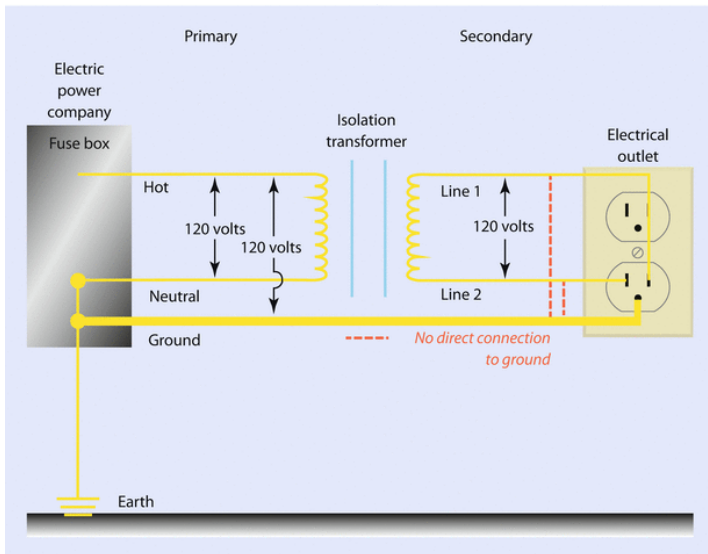 Primary
Secondary
Electric
power
company
Fuse box
Isolation
transformer
Electrical
outlet
Hot
Line 1
120 volts
120 volts
120 volts
Neutral
Line 2
Ground
No direct connection
to ground
Earth